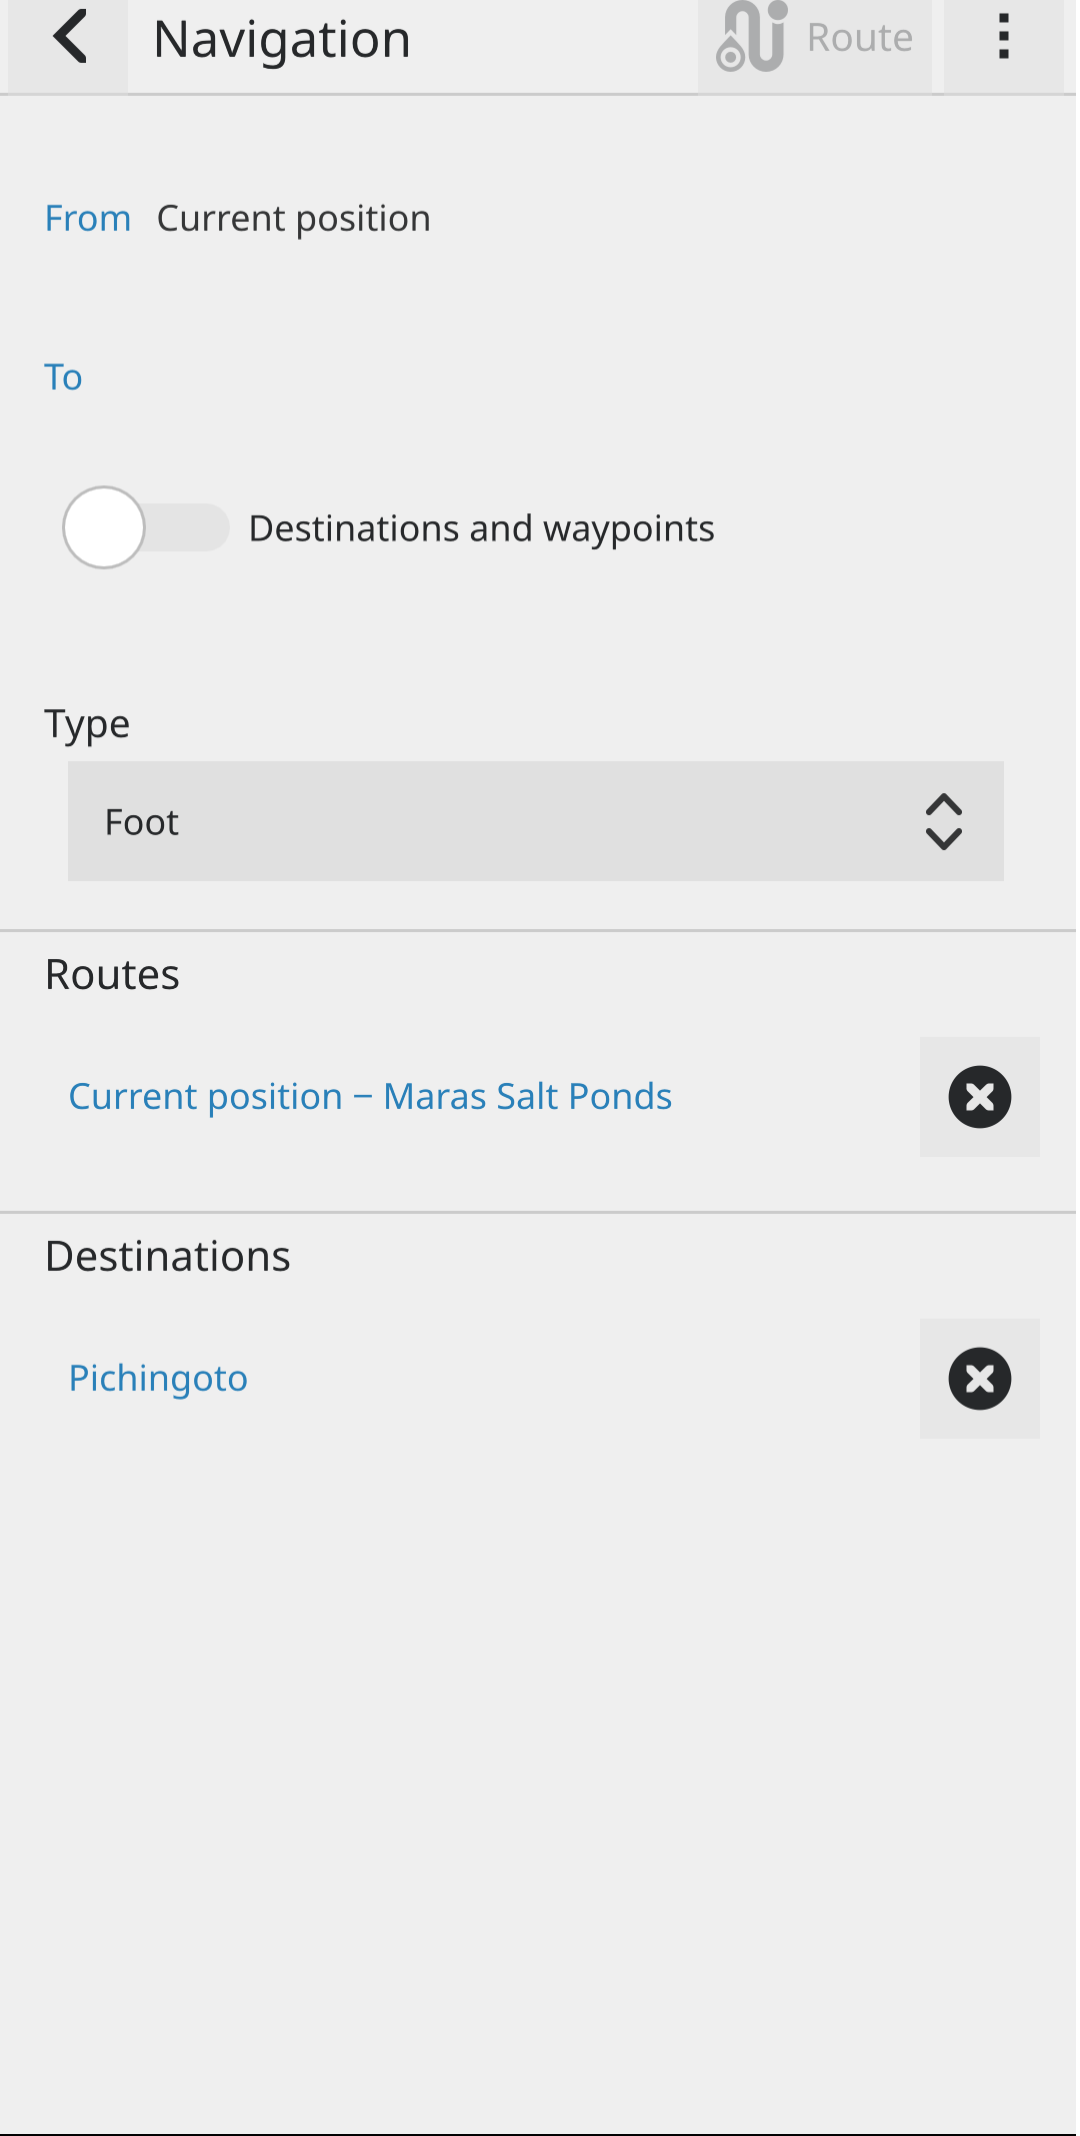 Navigation
Route
From Current position
To
Destinations and waypoints
Type
Foot
Routes
Current position – Maras Salt Ponds
Destinations
Pichingoto